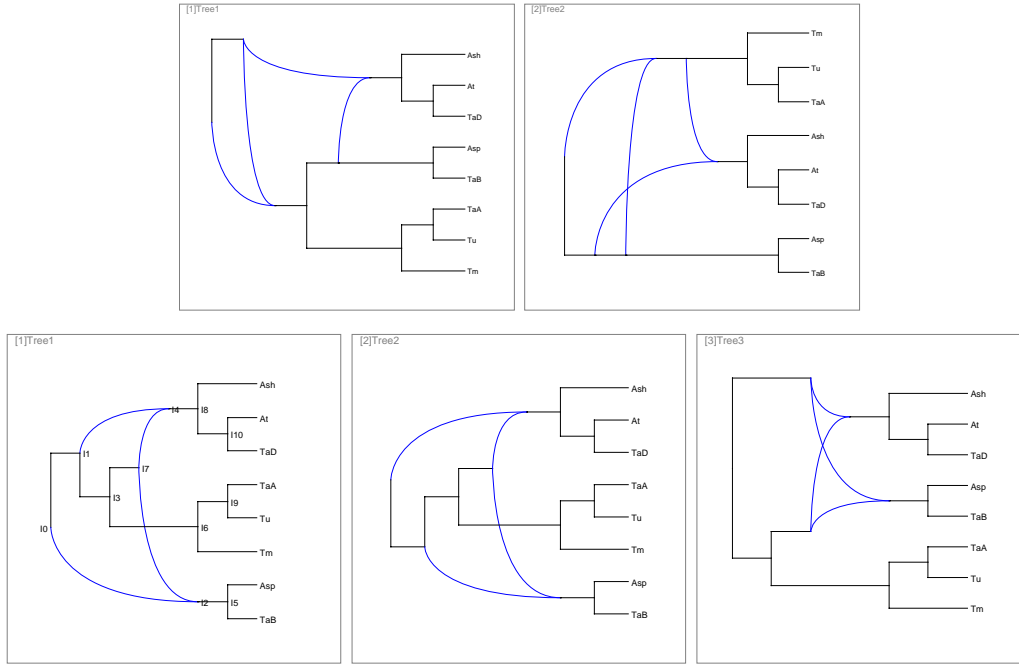 [1]Tree1
Ash
At
TaD
Asp
TaB
TaA
Tu
Tm
[2]Tree2
Tm
Tu
TaA
Ash
At
TaD
Asp
TaB
[1]Tree1
Ash
I4 I8
At
I10
I1
TaD
I7
TaA
I9
I3
Tu
I0 I6
Tm
Asp
I2 I5
TaB
[2]Tree2
Ash
At
TaD
TaA
Tu
Tm
Asp
TaB
[3]Tree3
Ash
At
TaD
Asp
TaB
TaA
Tu
Tm